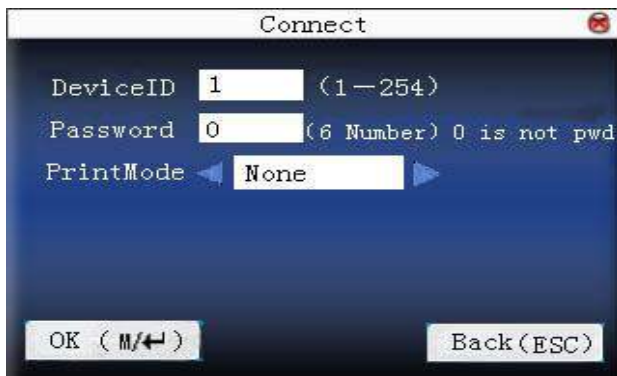 Connect
DeviceID 1 (1—254)
Password 0 (6 Number) 0 is not pwd
PrintMode None
OK (M/↵) Back(ESC)